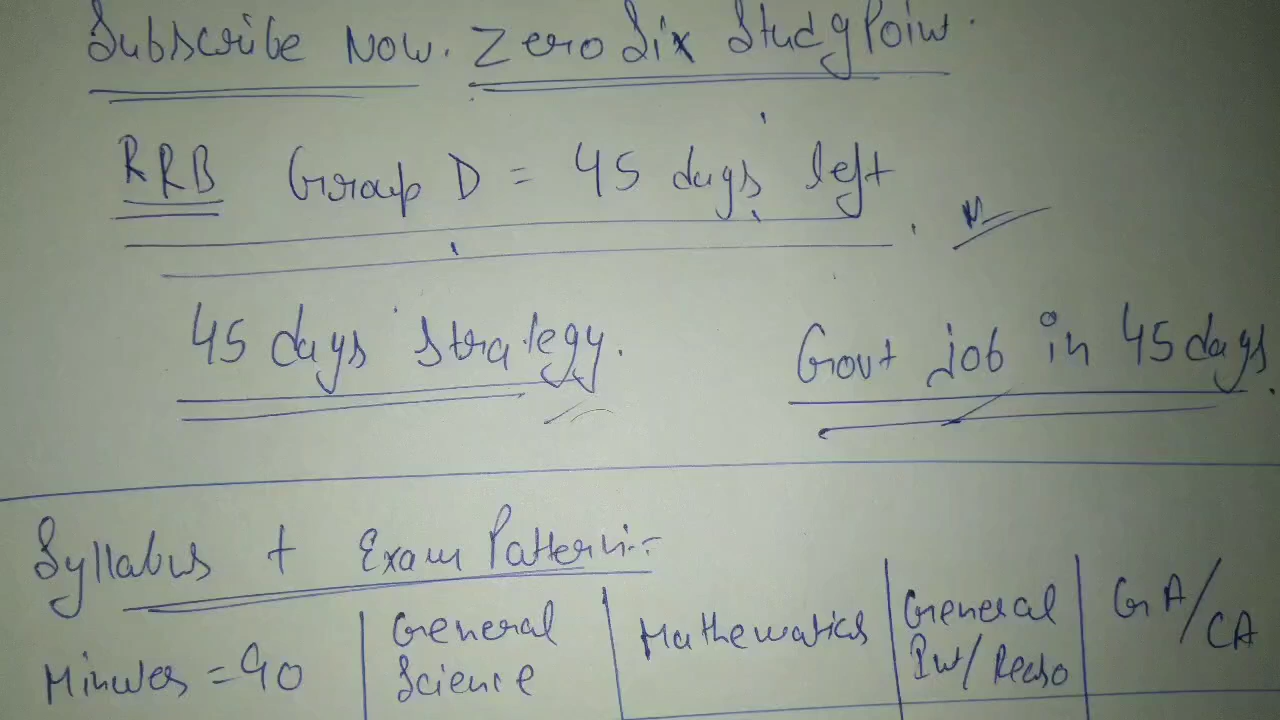 Subscribe Now. Zero Six Study Point.
RRB Group D = 45 days left
45 days strategy.
Govt job in 45 days.
Syllabus + Exam Pattern:-
Minutes = 90
General Science
Mathematics
General Int/Reaso
GA/CA